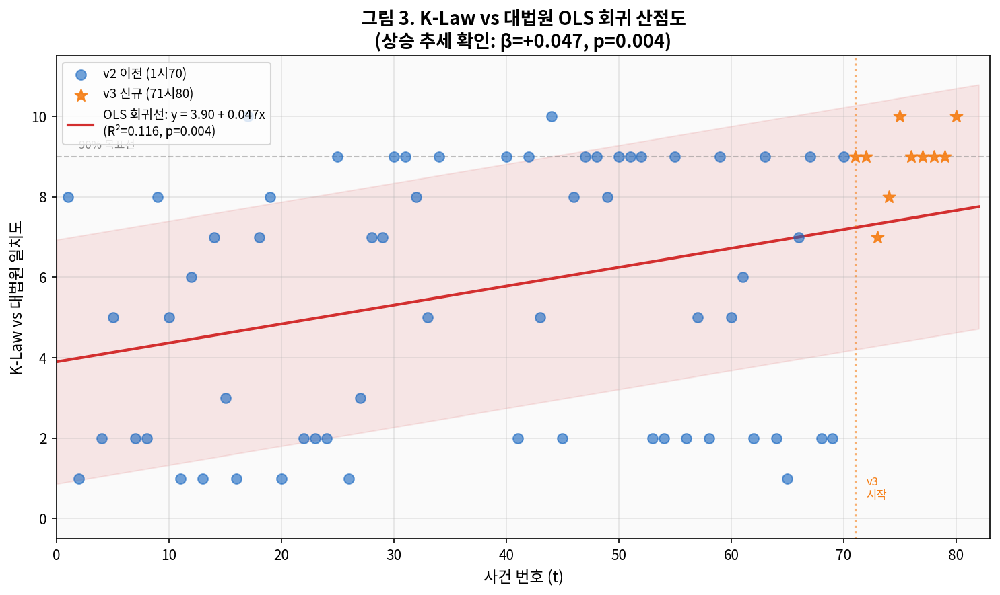 그림 3. K-Law vs 대법원 OLS 회귀 산점도
(상승 추세 확인: β=+0.047, p=0.004)
v2 이전 (1시70)
v3 신규 (71시80)
OLS 회귀선: y = 3.90 + 0.047x
(R²=0.116, p=0.004)
90% 목표선
K-Law vs 대법원 일치도
10
8
6
4
2
0
v3
시작
0 10 20 30 40 50 60 70 80
사건 번호 (t)